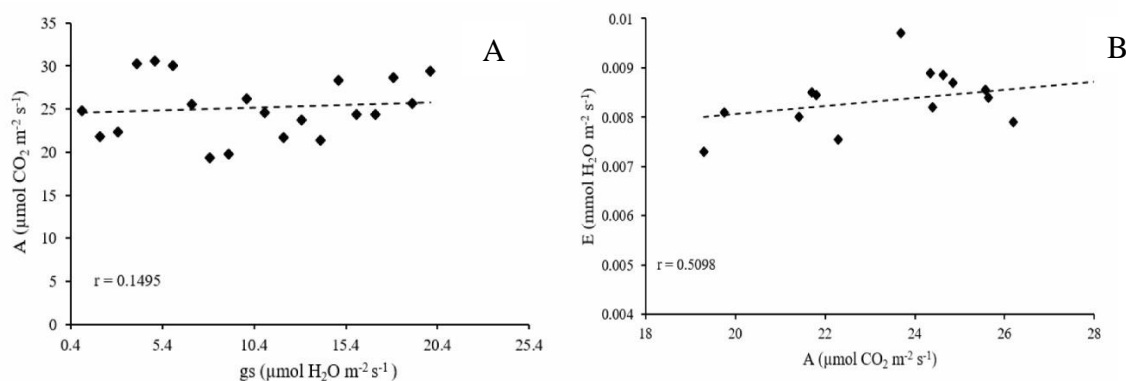 A
35
30
25
20
15
10
5
0
A (µmol CO₂ m⁻² s⁻¹)
r = 0.1495
0.4 5.4 10.4 15.4 20.4 25.4
gs (µmol H₂O m⁻² s⁻¹)
B
0.01
0.009
0.008
0.007
0.006
0.005
0.004
E (mmol H₂O m⁻² s⁻¹)
r = 0.5098
18 20 22 24 26 28
A (µmol CO₂ m⁻² s⁻¹)